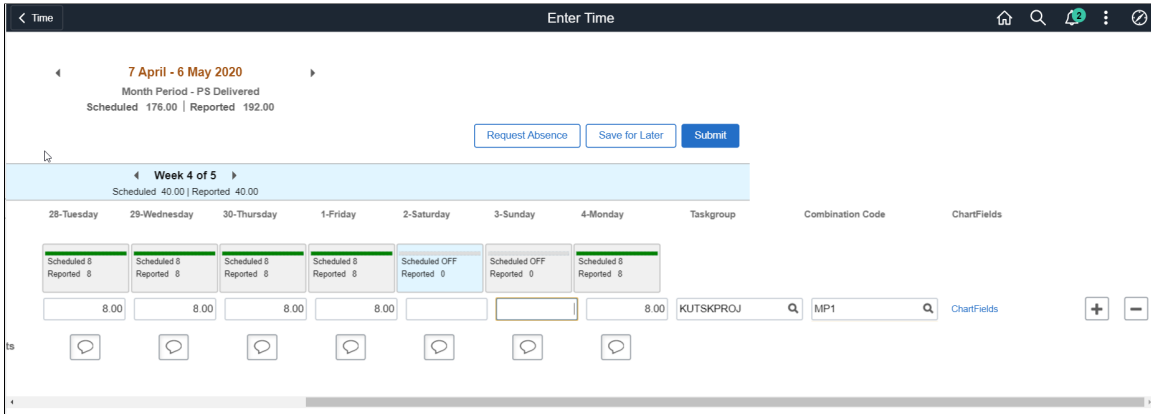 Time
Enter Time
2
7 April - 6 May 2020
Month Period - PS Delivered
Scheduled 176.00 | Reported 192.00
Request Absence Save for Later Submit
Week 4 of 5
Scheduled 40.00 | Reported 40.00
28-Tuesday 29-Wednesday 30-Thursday 1-Friday 2-Saturday 3-Sunday 4-Monday Taskgroup Combination Code ChartFields
Scheduled 8 Scheduled 8 Scheduled 8 Scheduled 8 Scheduled OFF Scheduled OFF Scheduled 8
Reported 8 Reported 8 Reported 8 Reported 8 Reported 0 Reported 0 Reported 8
8.00 8.00 8.00 8.00 8.00 KUTSKPROJ MP1 ChartFields
ts